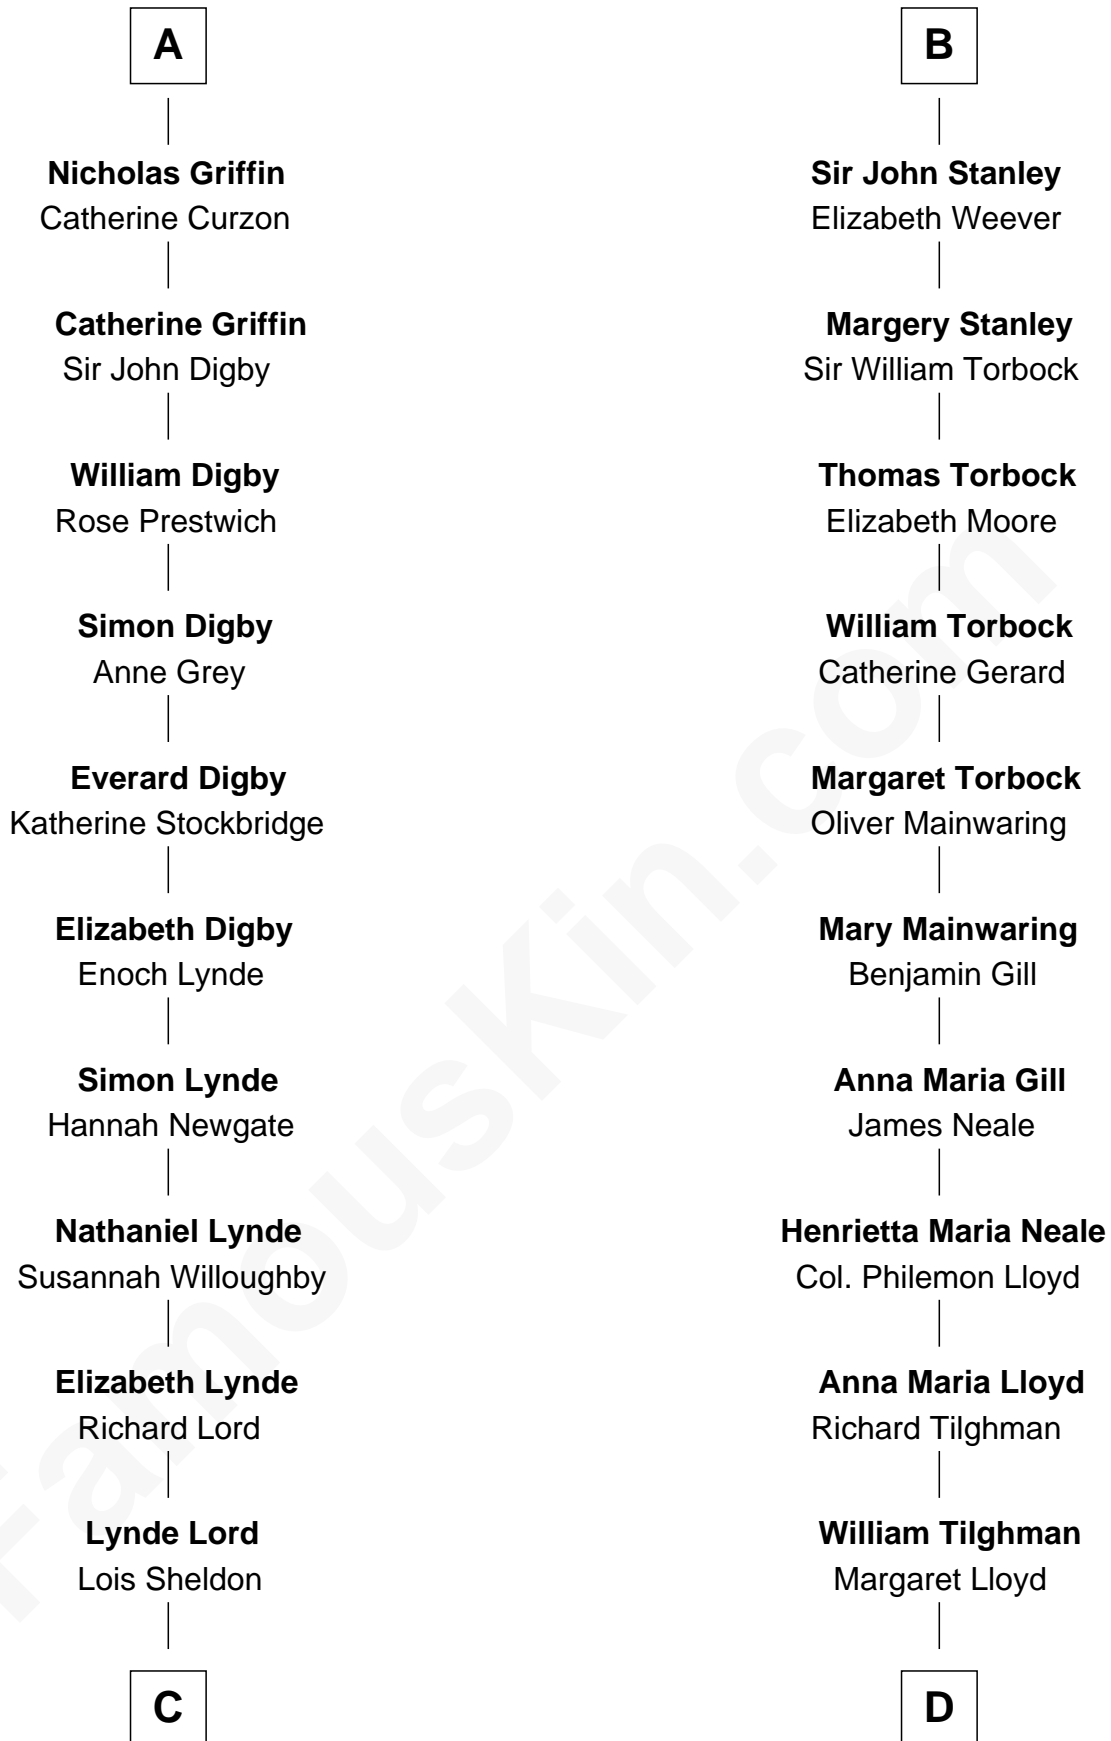 A
Nicholas Griffin
Catherine Curzon
Catherine Griffin
Sir John Digby
William Digby
Rose Prestwich
Simon Digby
Anne Grey
Everard Digby
Katherine Stockbridge
Elizabeth Digby
Enoch Lynde
Simon Lynde
Hannah Newgate
Nathaniel Lynde
Susannah Willoughby
Elizabeth Lynde
Richard Lord
Lynde Lord
Lois Sheldon
C
B
Sir John Stanley
Elizabeth Weever
Margery Stanley
Sir William Torbock
Thomas Torbock
Elizabeth Moore
William Torbock
Catherine Gerard
Margaret Torbock
Oliver Mainwaring
Mary Mainwaring
Benjamin Gill
Anna Maria Gill
James Neale
Henrietta Maria Neale
Col. Philemon Lloyd
Anna Maria Lloyd
Richard Tilghman
William Tilghman
Margaret Lloyd
D
FamousKin.com